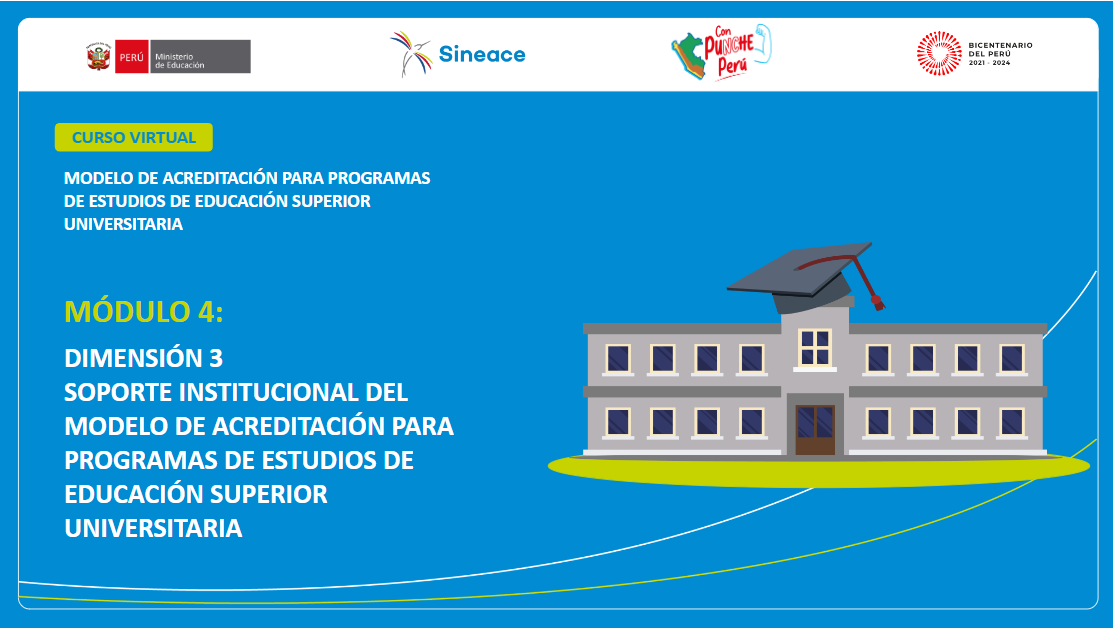 PERÚ
Ministerio
de Educación
Sineace
Con
PUNCHE
Perú
BICENTENARIO
DEL PERÚ
2021 - 2024
CURSO VIRTUAL
MODELO DE ACREDITACIÓN PARA PROGRAMAS
DE ESTUDIOS DE EDUCACIÓN SUPERIOR
UNIVERSITARIA
MÓDULO 4:
DIMENSIÓN 3
SOPORTE INSTITUCIONAL DEL
MODELO DE ACREDITACIÓN PARA
PROGRAMAS DE ESTUDIOS DE
EDUCACIÓN SUPERIOR
UNIVERSITARIA